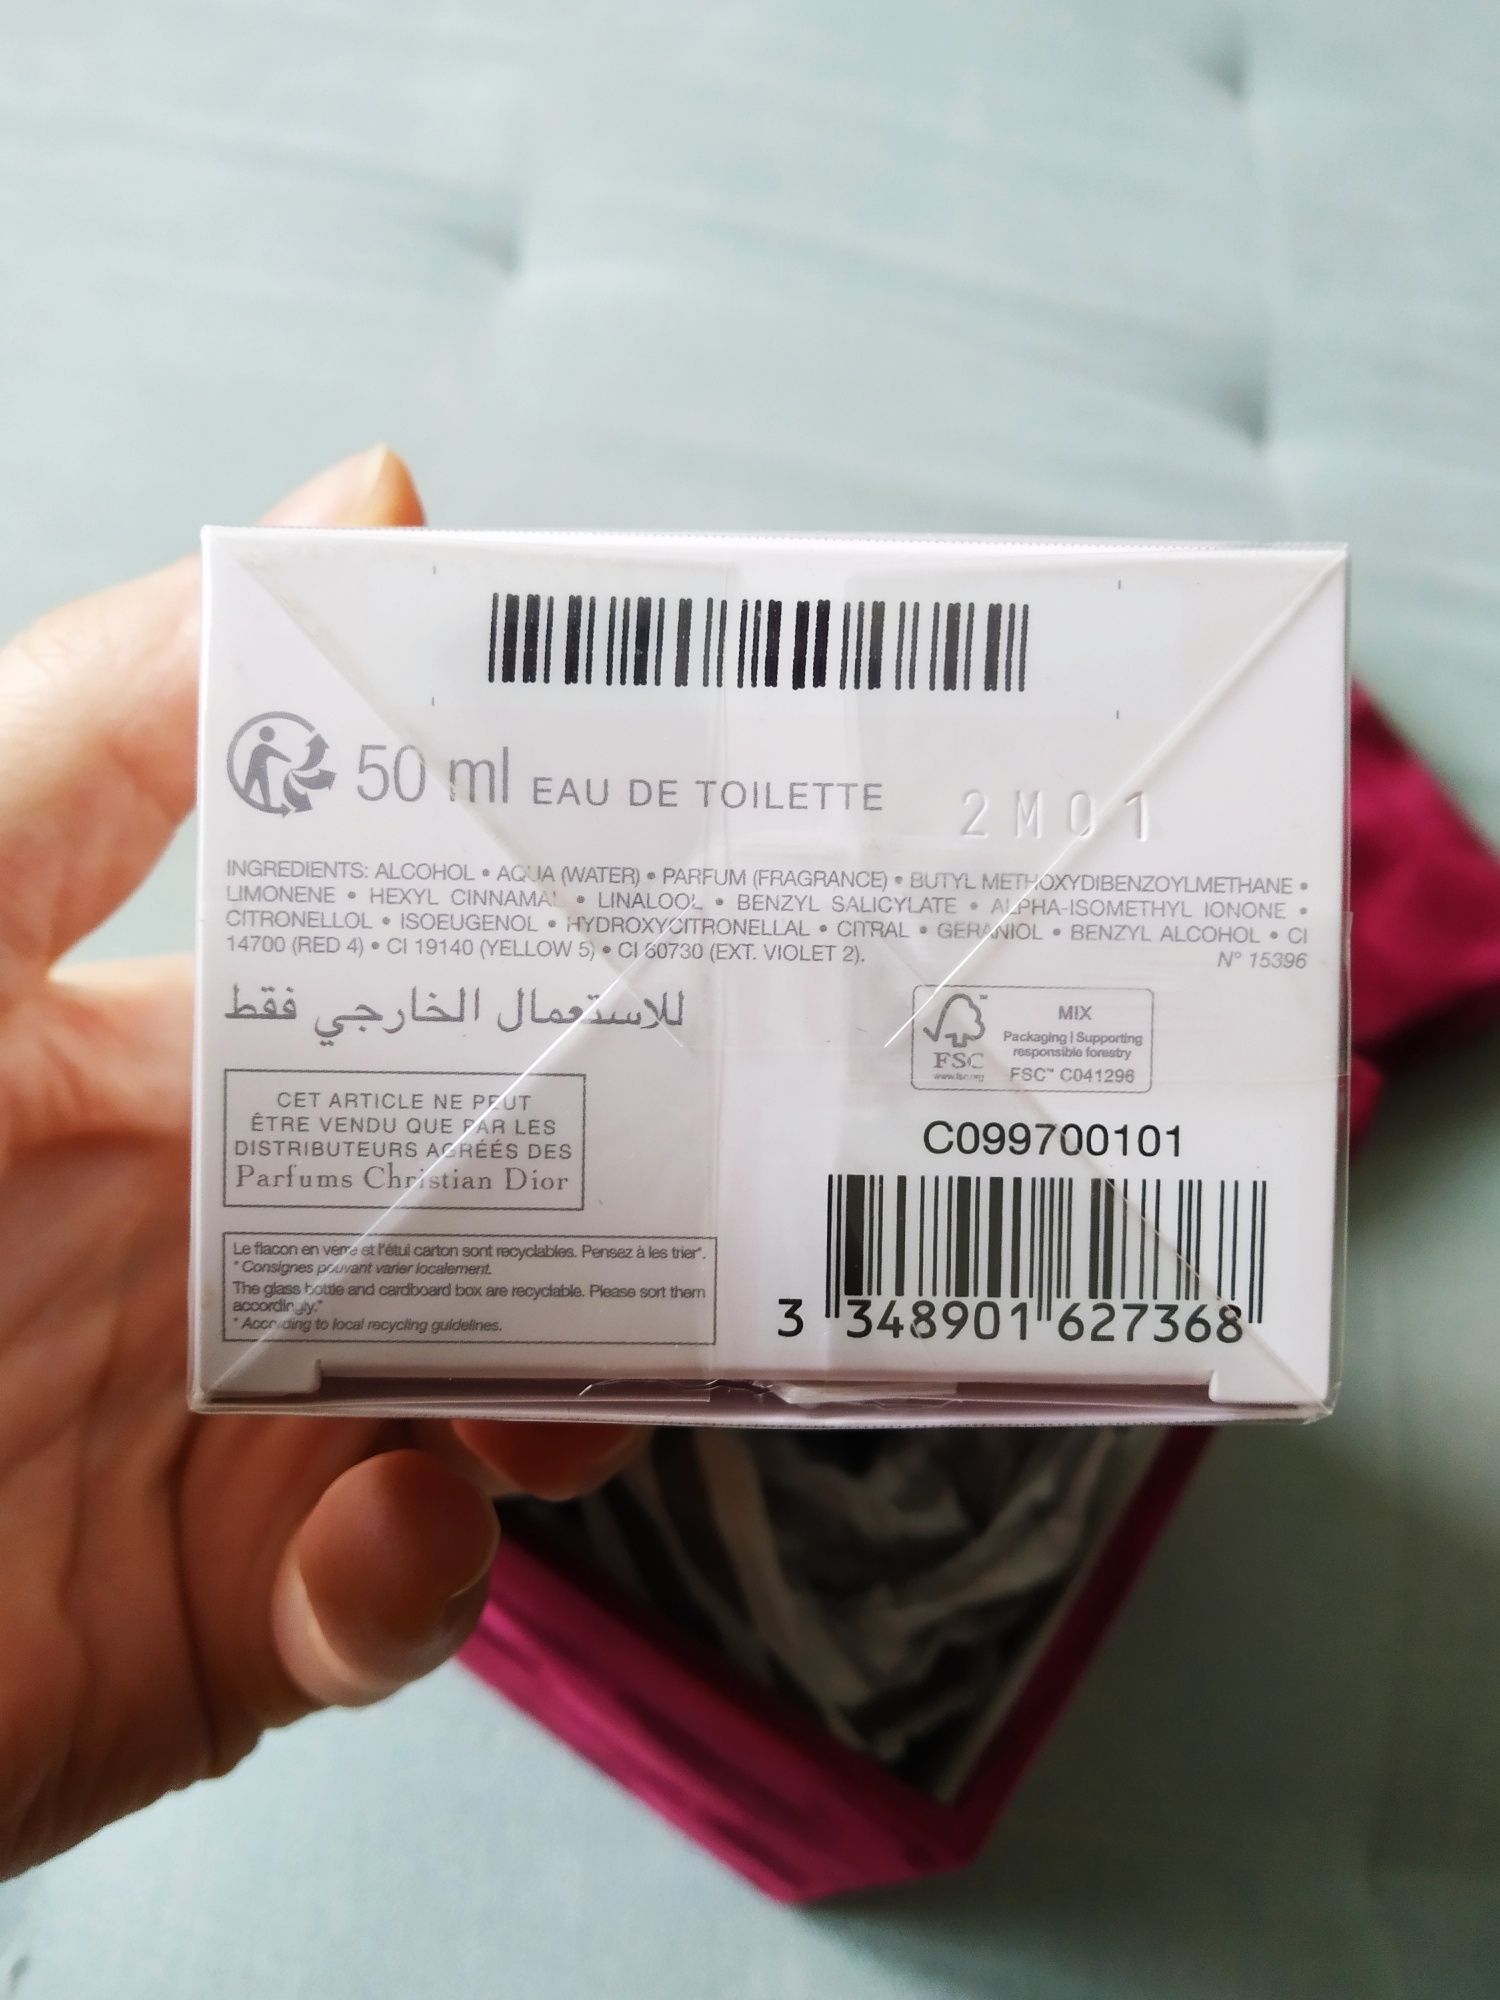 50 ml EAU DE TOILETTE
2M01
INGREDIENTS: ALCOHOL • AQUA (WATER) • PARFUM (FRAGRANCE) • BUTYL METHOXYDIBENZOYLMETHANE •
LIMONENE • HEXYL CINNAMAL • LINALOOL • BENZYL SALICYLATE • ALPHA-ISOMETHYL IONONE •
CITRONELLOL • ISOEUGENOL • HYDROXYCITRONELLAL • CITRAL • GERANIOL • BENZYL ALCOHOL • CI
14700 (RED 4) • CI 19140 (YELLOW 5) • CI 60730 (EXT. VIOLET 2).
N° 15396
للاستعمال الخارجي فقط
CET ARTICLE NE PEUT
ÊTRE VENDU QUE PAR LES
DISTRIBUTEURS AGRÉÉS DES
Parfums Christian Dior
Le flacon en verre et l'étui carton sont recyclables. Pensez à les trier*.
* Consignes pouvant varier localement.
The glass bottle and cardboard box are recyclable. Please sort them
accordingly.*
* According to local recycling guidelines.
FSC™
www.fsc.org
MIX
Packaging | Supporting
responsible forestry
FSC™ C041296
C099700101
3 348901 627368